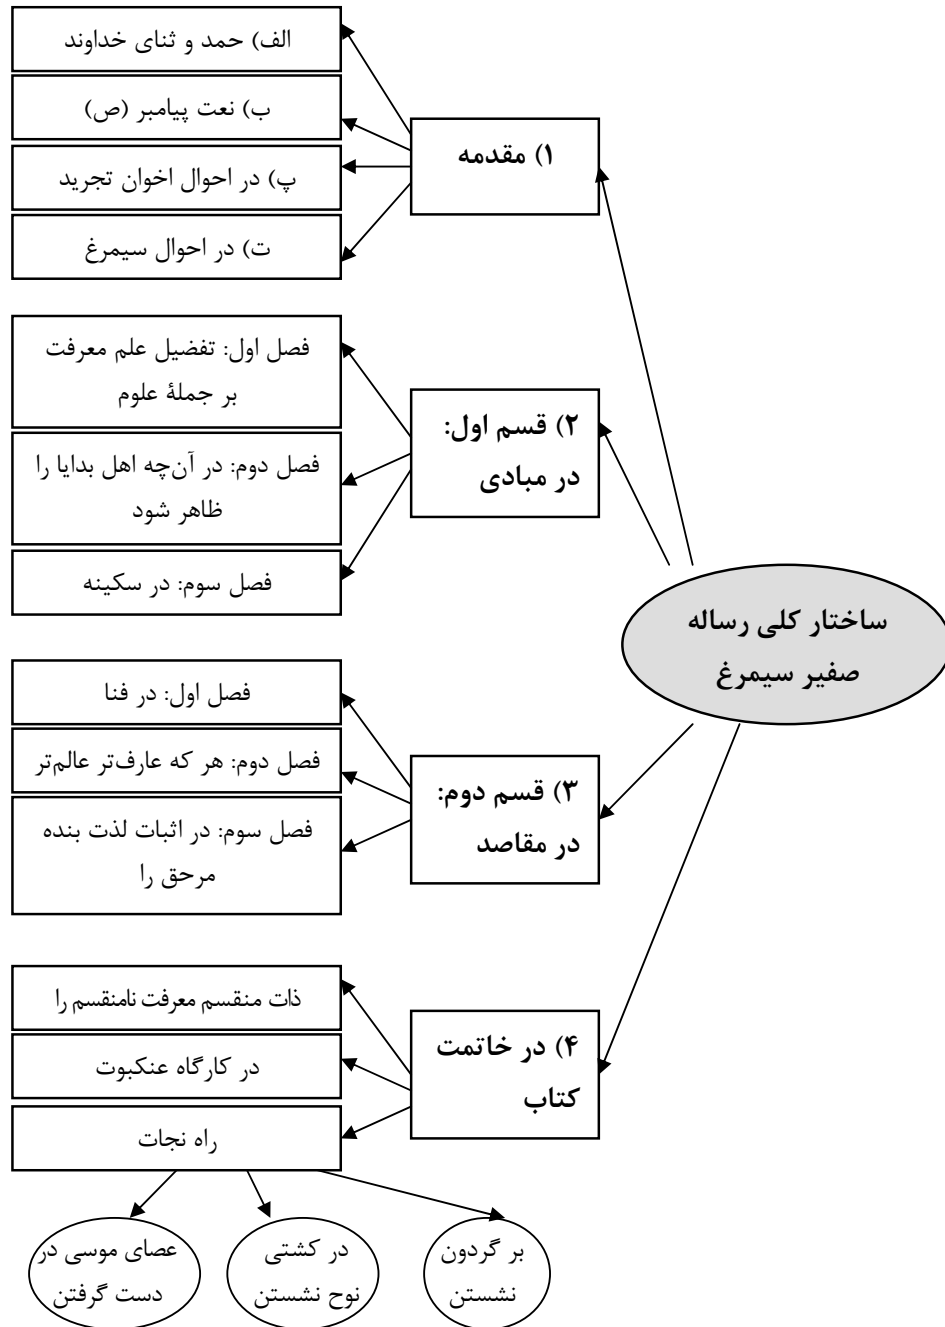 ساختار کلی رساله
صفیر سیمرغ
۱) مقدمه
الف) حمد و ثنای خداوند
ب) نعت پیامبر (ص)
پ) در احوال اخوان تجرید
ت) در احوال سیمرغ
۲) قسم اول:
در مبادی
فصل اول: تفضیل علم معرفت
بر جملۀ علوم
فصل دوم: در آن‌چه اهل بدایا را
ظاهر شود
فصل سوم: در سکینه
۳) قسم دوم:
در مقاصد
فصل اول: در فنا
فصل دوم: هر که عارف‌تر عالم‌تر
فصل سوم: در اثبات لذت بنده
مرحق را
۴) در خاتمت
کتاب
ذات منقسم معرفت نامنقسم را
در کارگاه عنکبوت
راه نجات
بر گردون
نشستن
در کشتی
نوح نشستن
عصای موسی در
دست گرفتن